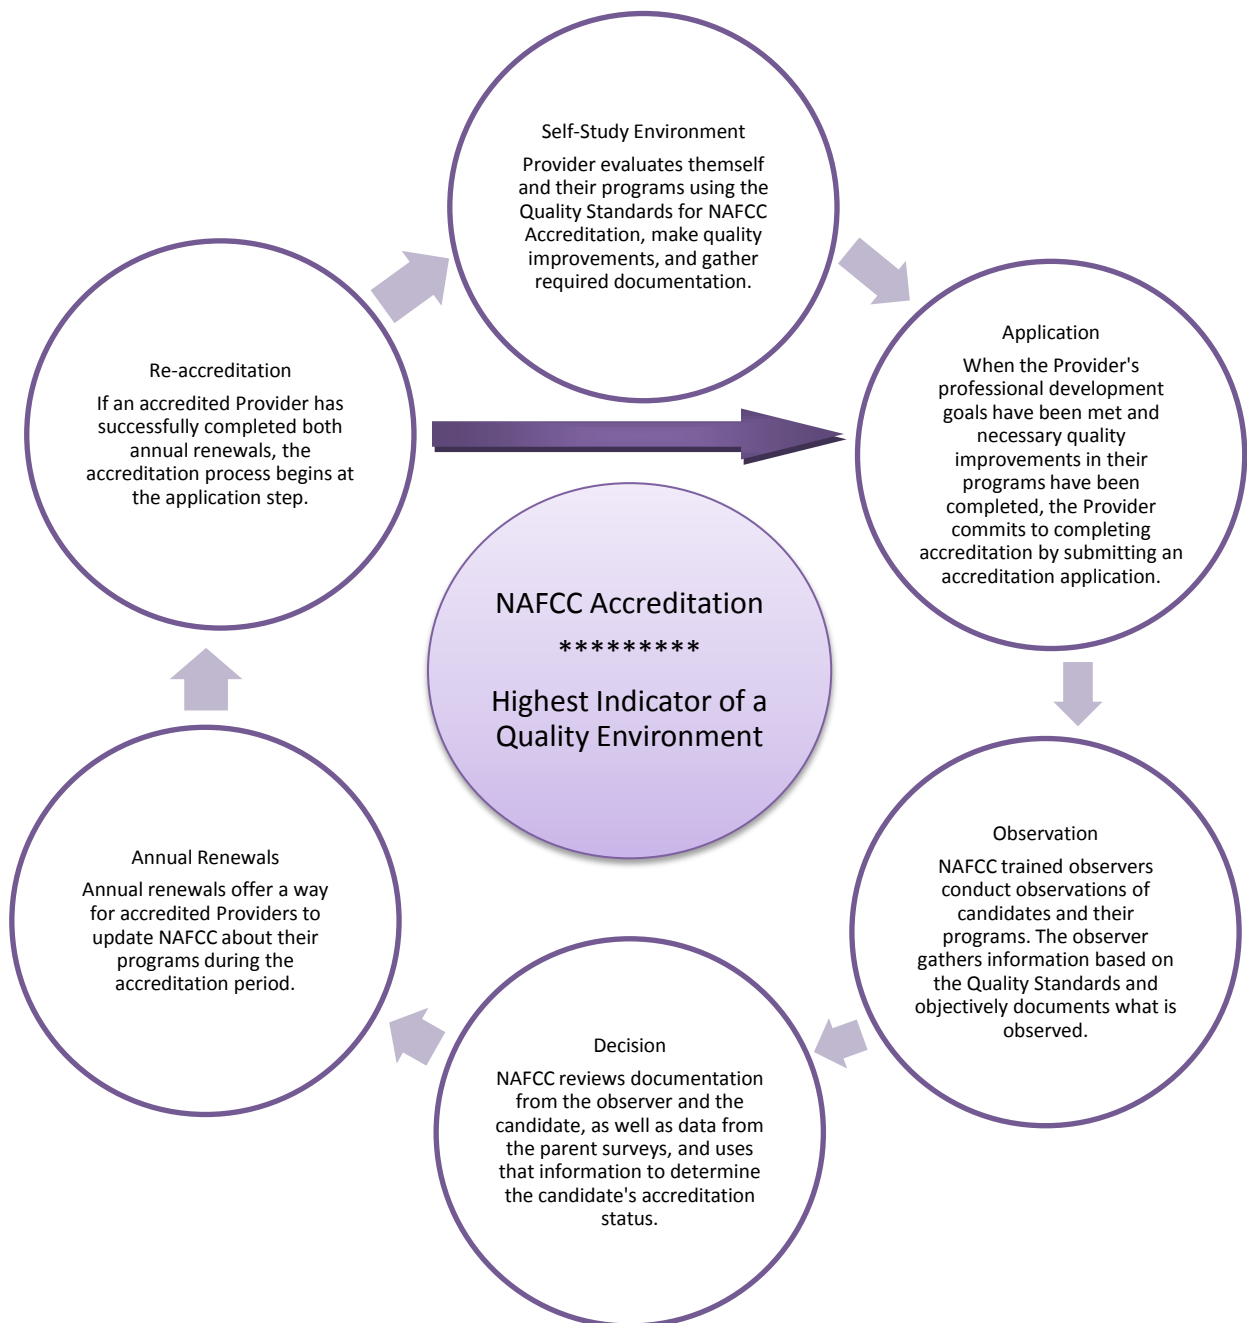 Self-Study Environment
Provider evaluates themself
and their programs using the
Quality Standards for NAFCC
Accreditation, make quality
improvements, and gather
required documentation.
Application
When the Provider's
professional development
goals have been met and
necessary quality
improvements in their
programs have been
completed, the Provider
commits to completing
accreditation by submitting an
accreditation application.
Observation
NAFCC trained observers
conduct observations of
candidates and their
programs. The observer
gathers information based on
the Quality Standards and
objectively documents what is
observed.
Decision
NAFCC reviews documentation
from the observer and the
candidate, as well as data from
the parent surveys, and uses
that information to determine
the candidate's accreditation
status.
Annual Renewals
Annual renewals offer a way
for accredited Providers to
update NAFCC about their
programs during the
accreditation period.
Re-accreditation
If an accredited Provider has
successfully completed both
annual renewals, the
accreditation process begins at
the application step.
NAFCC Accreditation
*********
Highest Indicator of a
Quality Environment